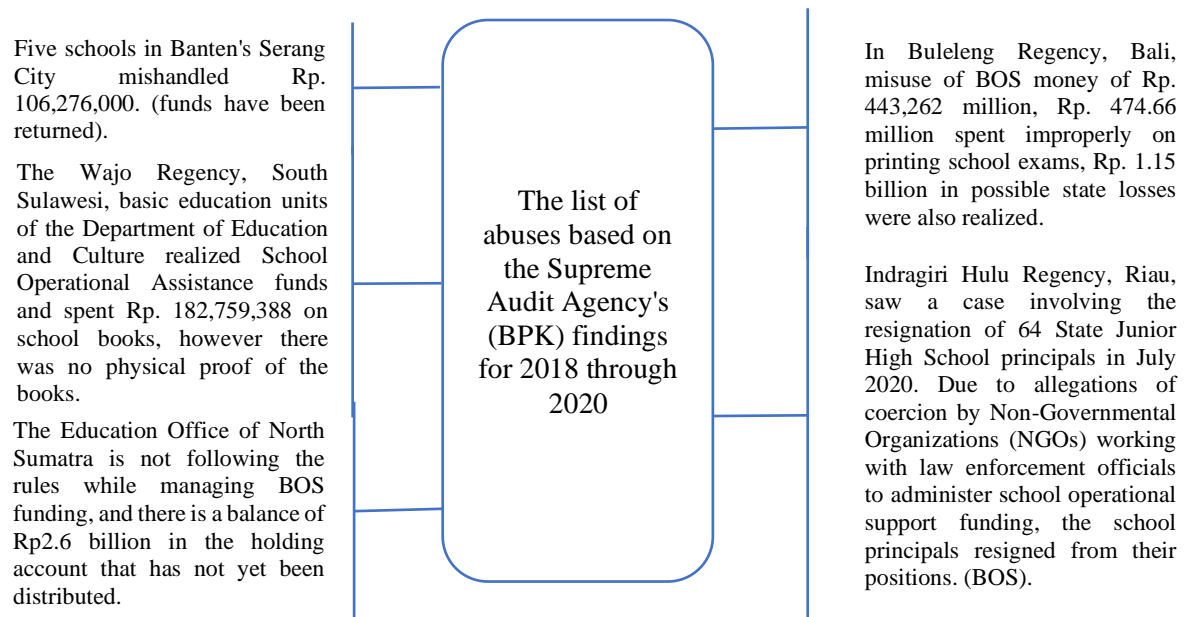 Five schools in Banten's Serang
City mishandled Rp.
106,276,000. (funds have been
returned).
The Wajo Regency, South
Sulawesi, basic education units
of the Department of Education
and Culture realized School
Operational Assistance funds
and spent Rp. 182,759,388 on
school books, however there
was no physical proof of the
books.
The Education Office of North
Sumatra is not following the
rules while managing BOS
funding, and there is a balance of
Rp2.6 billion in the holding
account that has not yet been
distributed.
The list of
abuses based on
the Supreme
Audit Agency's
(BPK) findings
for 2018 through
2020
In Buleleng Regency, Bali,
misuse of BOS money of Rp.
443,262 million, Rp. 474.66
million spent improperly on
printing school exams, Rp. 1.15
billion in possible state losses
were also realized.
Indragiri Hulu Regency, Riau,
saw a case involving the
resignation of 64 State Junior
High School principals in July
2020. Due to allegations of
coercion by Non-Governmental
Organizations (NGOs) working
with law enforcement officials
to administer school operational
support funding, the school
principals resigned from their
positions. (BOS).